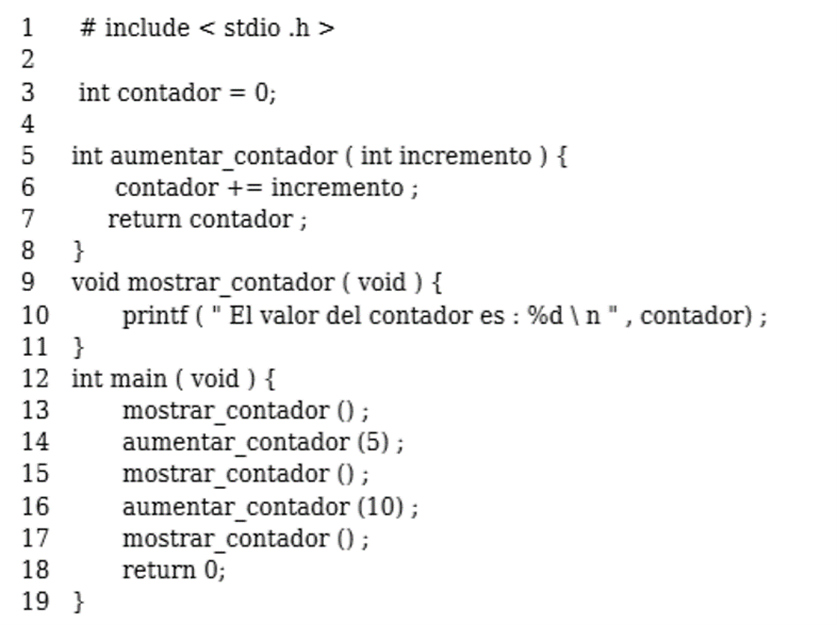 1 # include < stdio .h >
2
3 int contador = 0;
4
5 int aumentar_contador ( int incremento ) {
6 contador += incremento ;
7 return contador ;
8 }
9 void mostrar_contador ( void ) {
10 printf ( " El valor del contador es : %d \ n " , contador) ;
11 }
12 int main ( void ) {
13 mostrar_contador () ;
14 aumentar_contador (5) ;
15 mostrar_contador () ;
16 aumentar_contador (10) ;
17 mostrar_contador () ;
18 return 0;
19 }